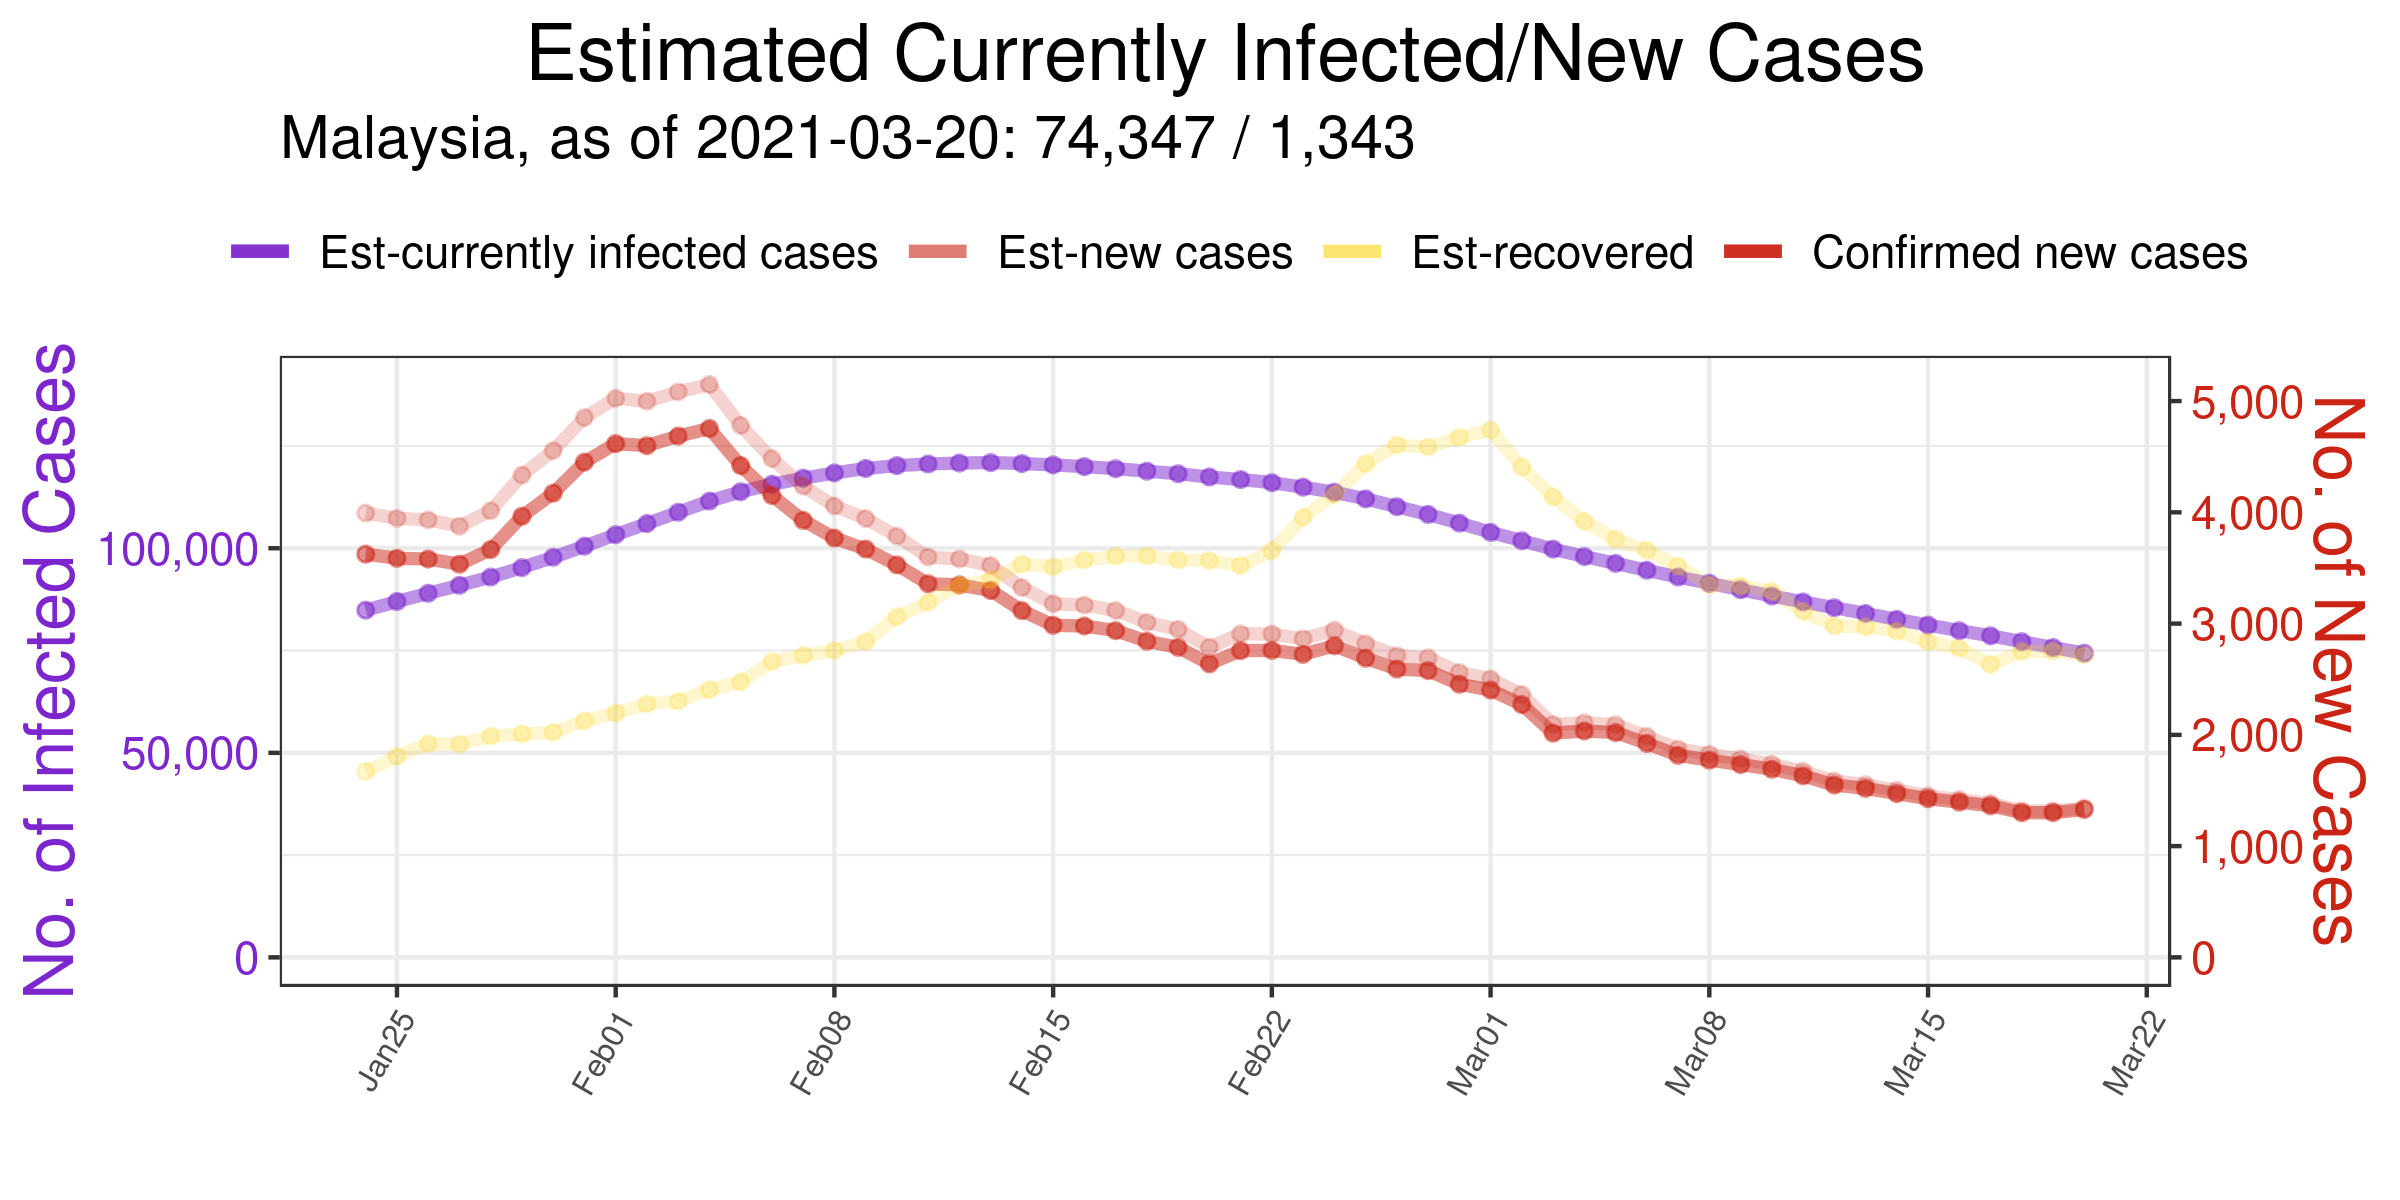 Estimated Currently Infected/New Cases
Malaysia, as of 2021-03-20: 74,347 / 1,343
Est-currently infected cases Est-new cases Est-recovered Confirmed new cases
No. of Infected Cases
100,000
50,000
0
5,000
4,000
3,000
2,000
1,000
0
No. of New Cases
Jan25 Feb01 Feb08 Feb15 Feb22 Mar01 Mar08 Mar15 Mar22